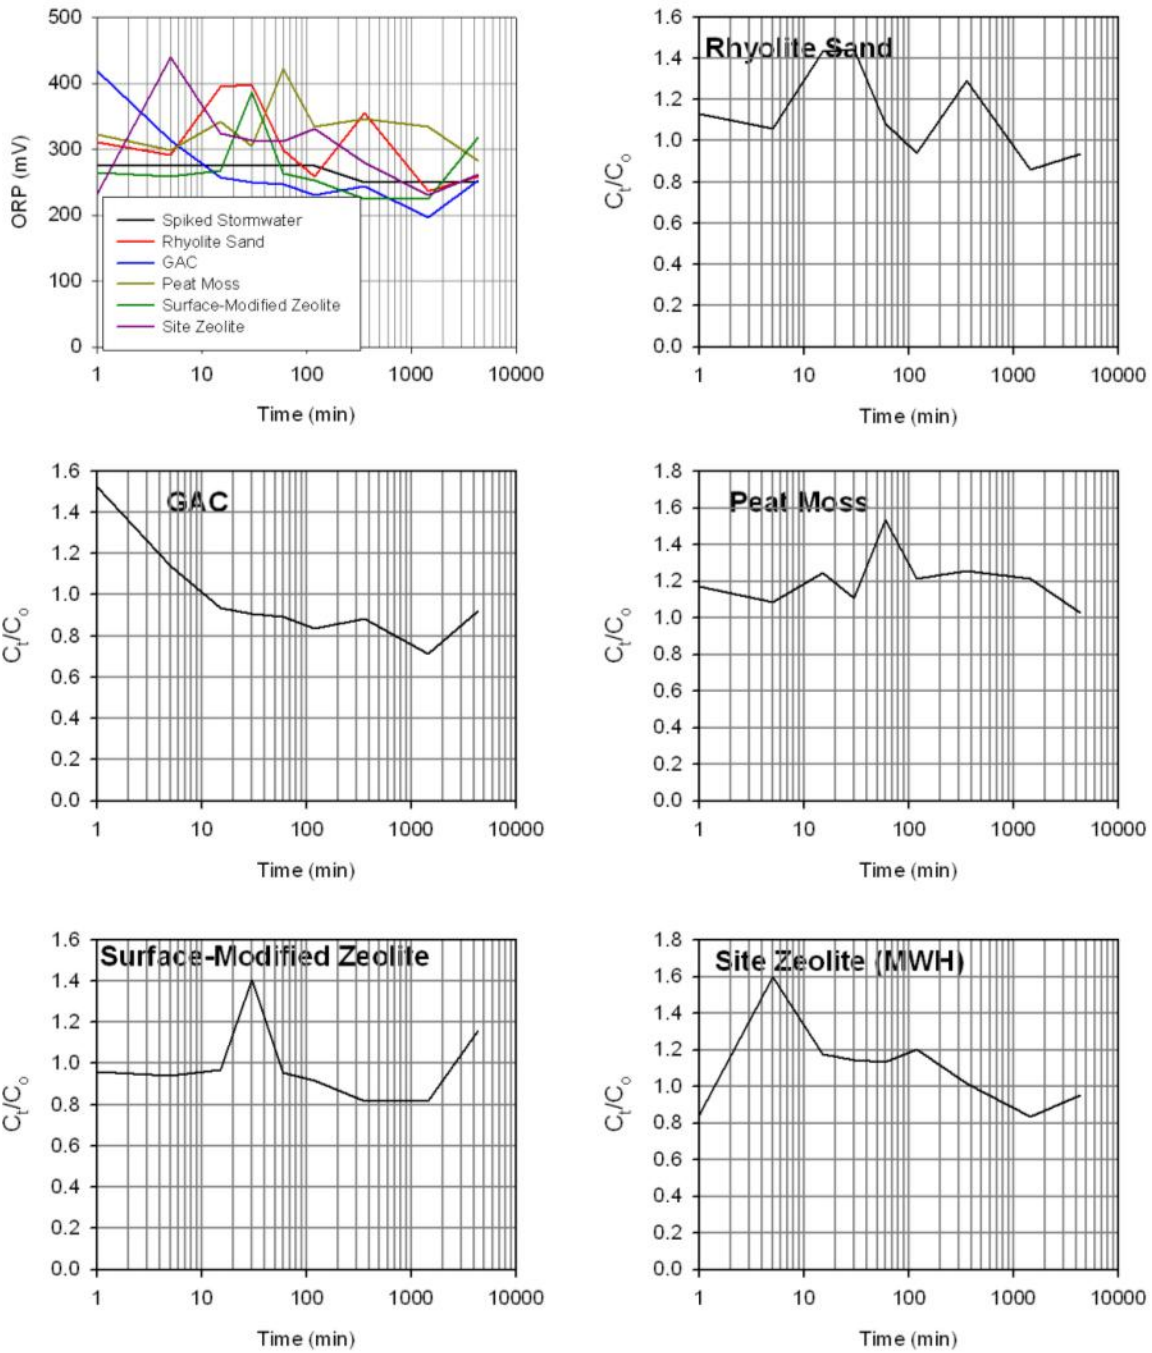 500
400
300
200
100
0
ORP (mV)
Spiked Stormwater
Rhyolite Sand
GAC
Peat Moss
Surface-Modified Zeolite
Site Zeolite
1 10 100 1000 10000
Time (min)
Rhyolite Sand
1.6
1.4
1.2
1.0
0.8
0.6
0.4
0.2
0.0
Ct/Co
1 10 100 1000 10000
Time (min)
GAC
1.6
1.4
1.2
1.0
0.8
0.6
0.4
0.2
0.0
Ct/Co
1 10 100 1000 10000
Time (min)
Peat Moss
1.8
1.6
1.4
1.2
1.0
0.8
0.6
0.4
0.2
0.0
Ct/Co
1 10 100 1000 10000
Time (min)
Surface-Modified Zeolite
1.6
1.4
1.2
1.0
0.8
0.6
0.4
0.2
0.0
Ct/Co
1 10 100 1000 10000
Time (min)
Site Zeolite (MWH)
1.8
1.6
1.4
1.2
1.0
0.8
0.6
0.4
0.2
0.0
Ct/Co
1 10 100 1000 10000
Time (min)